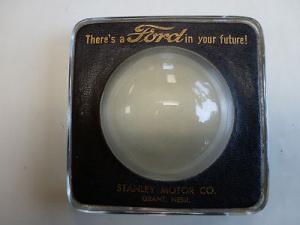 There's a Ford in your future!
STANLEY MOTOR CO.
GRANT, NEBR.